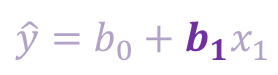 ŷ = b₀ + b₁x₁